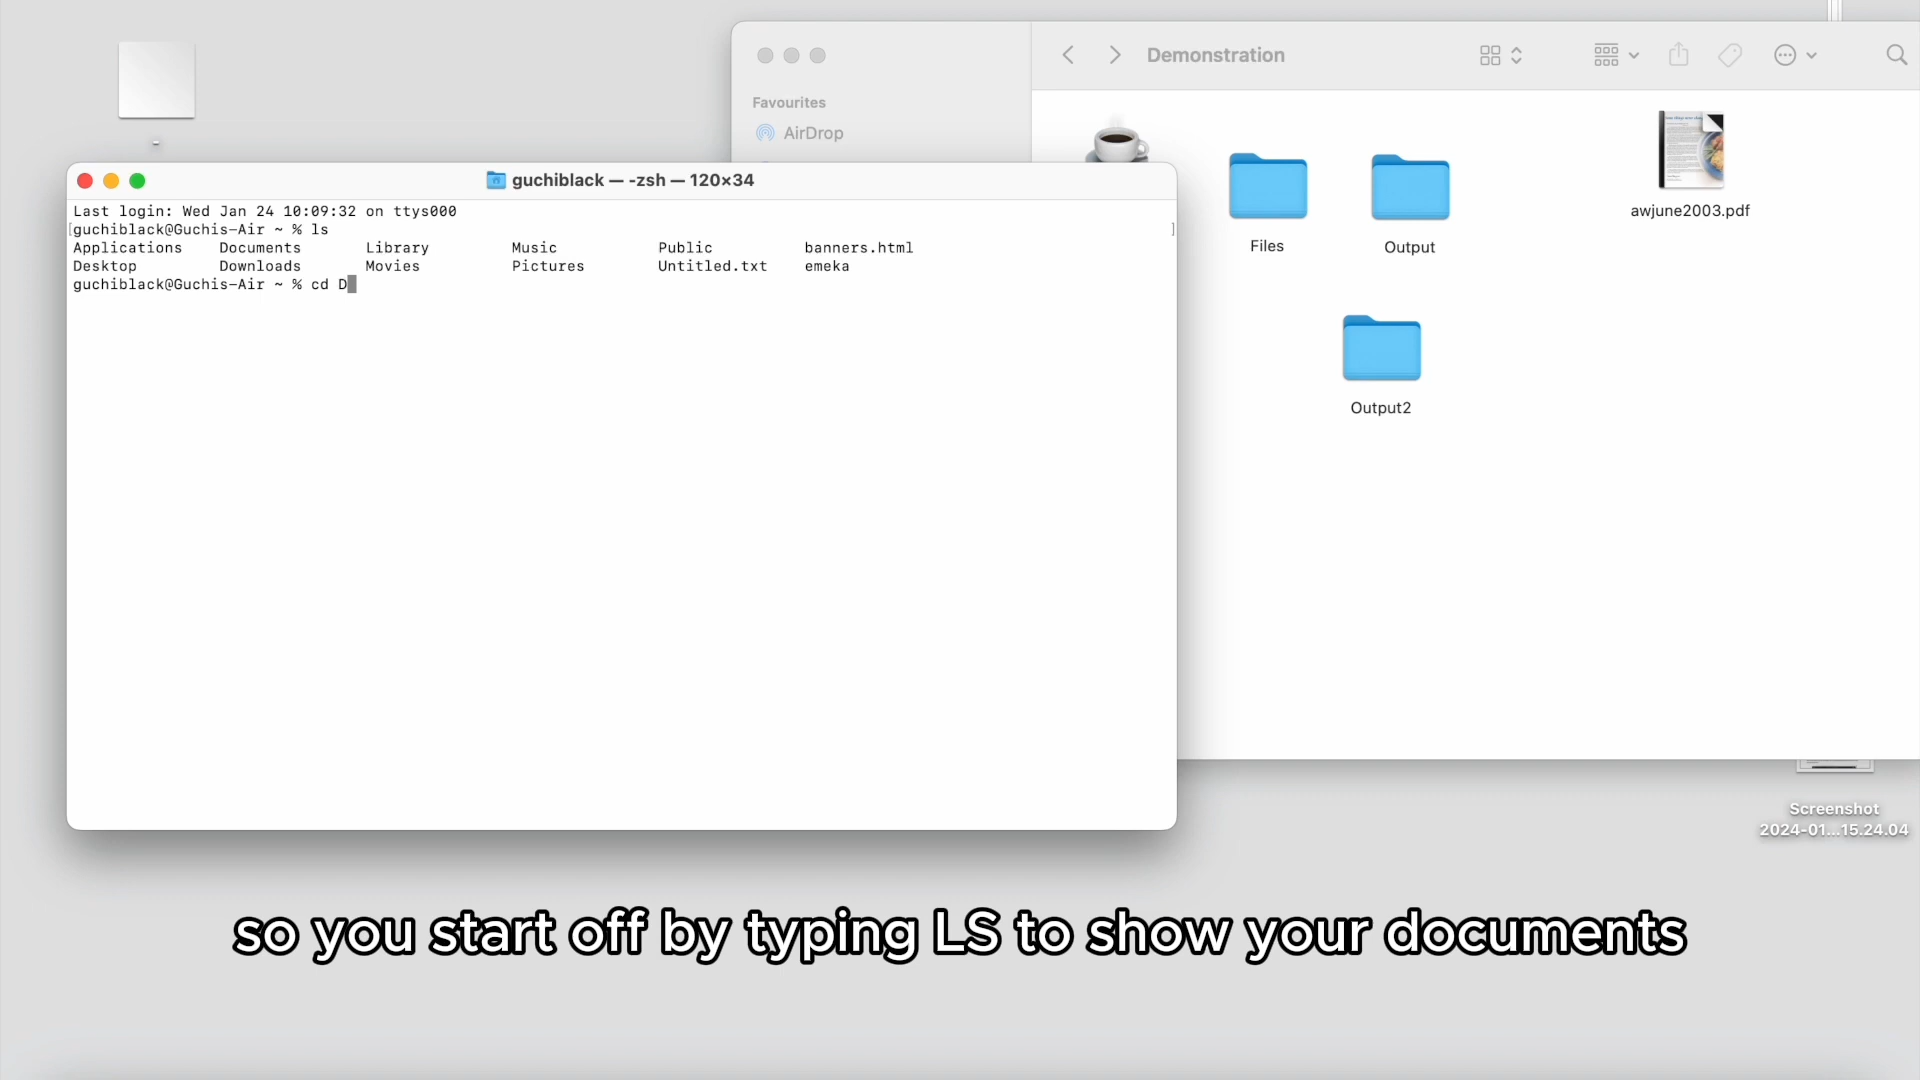 Demonstration
Favourites
AirDrop
guchiblack — -zsh — 120×34
Last login: Wed Jan 24 10:09:32 on ttys000
[guchiblack@Guchis-Air ~ % ls ]
Applications Documents Library Music Public banners.html
Desktop Downloads Movies Pictures Untitled.txt emeka
guchiblack@Guchis-Air ~ % cd D
awjune2003.pdf
Files
Output
Output2
Screenshot
2024-01...15.24.04
so you start off by typing LS to show your documents